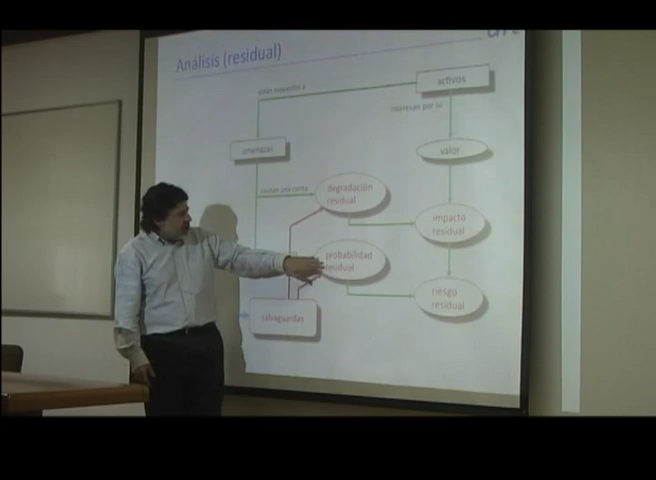 Análisis (residual)
activos
están expuestos a
interesan por su
amenazas
valor
causan una cierta
degradación
residual
impacto
residual
probabilidad
residual
riesgo
residual
salvaguardas